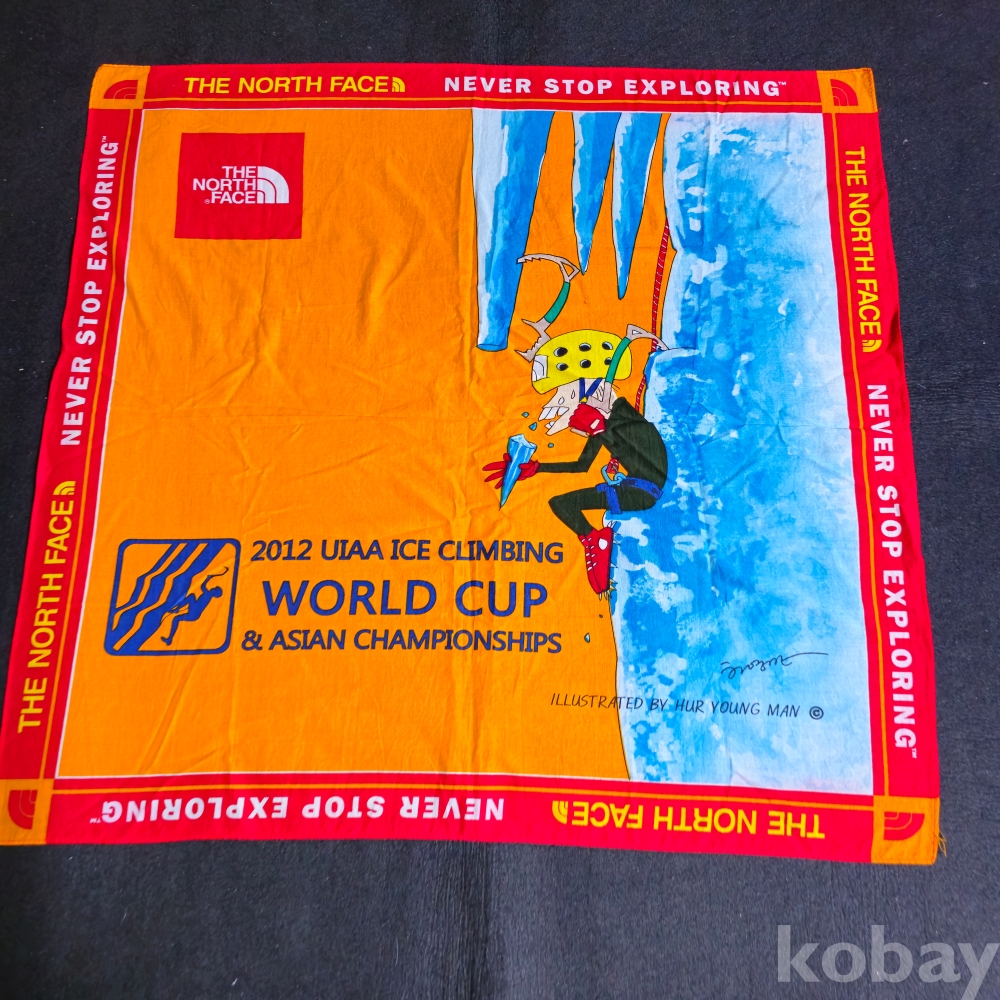 THE NORTH FACE NEVER STOP EXPLORING™
THE
NORTH
®FACE
NEVER STOP EXPLORING™
THE NORTH FACE
THE NORTH FACE
NEVER STOP EXPLORING™
2012 UIAA ICE CLIMBING
WORLD CUP
& ASIAN CHAMPIONSHIPS
ILLUSTRATED BY HUR YOUNG MAN ©
THE NORTH FACE NEVER STOP EXPLORING™
kobay